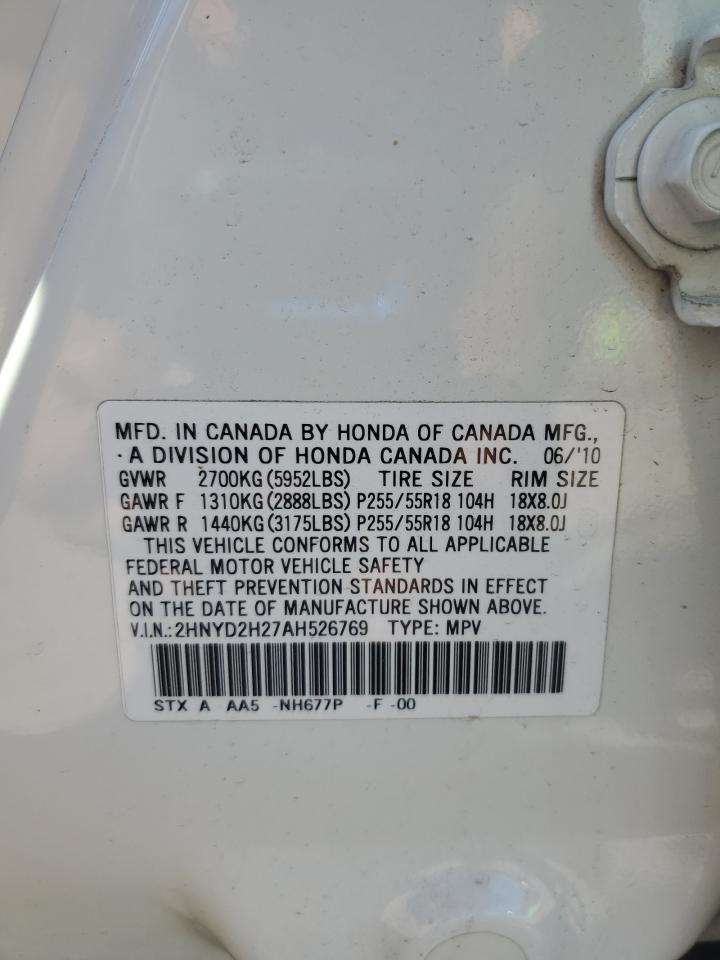 MFD. IN CANADA BY HONDA OF CANADA MFG.,
· A DIVISION OF HONDA CANADA INC. 06/'10
GVWR 2700KG(5952LBS) TIRE SIZE RIM SIZE
GAWR F 1310KG(2888LBS) P255/55R18 104H 18X8.0J
GAWR R 1440KG(3175LBS) P255/55R18 104H 18X8.0J
THIS VEHICLE CONFORMS TO ALL APPLICABLE
FEDERAL MOTOR VEHICLE SAFETY
AND THEFT PREVENTION STANDARDS IN EFFECT
ON THE DATE OF MANUFACTURE SHOWN ABOVE.
V.I.N.: 2HNYD2H27AH526769 TYPE: MPV
STX A AA5 -NH677P -F -00